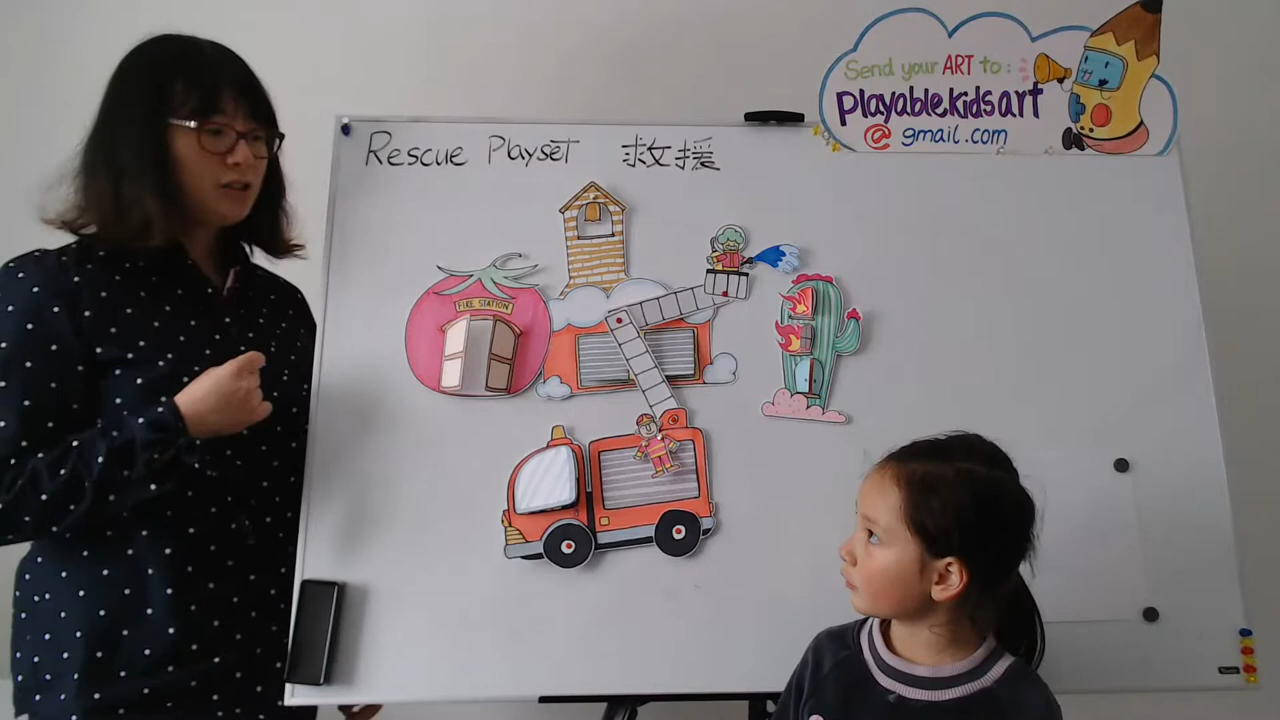 Rescue Playset 救援
Send your ART to:
Playablekidsart
@ gmail.com
FIRE STATION